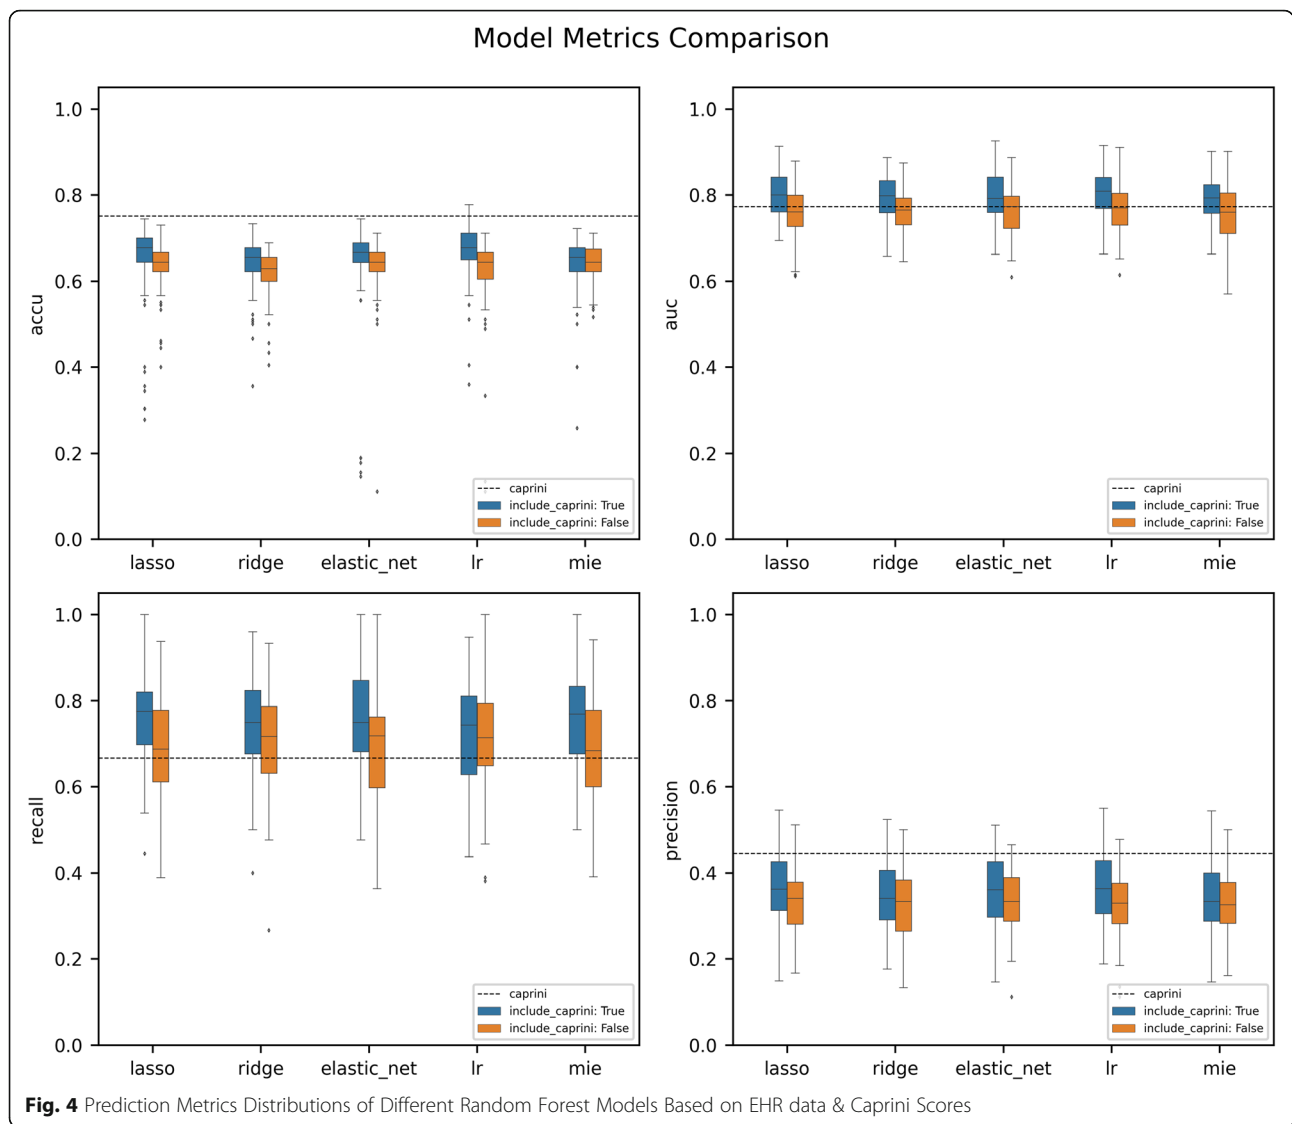 Model Metrics Comparison
1.0
0.8
0.6
0.4
0.2
0.0
accu
lasso ridge elastic_net lr mie
caprini
include_caprini: True
include_caprini: False
1.0
0.8
0.6
0.4
0.2
0.0
auc
lasso ridge elastic_net lr mie
caprini
include_caprini: True
include_caprini: False
1.0
0.8
0.6
0.4
0.2
0.0
recall
lasso ridge elastic_net lr mie
caprini
include_caprini: True
include_caprini: False
1.0
0.8
0.6
0.4
0.2
0.0
precision
lasso ridge elastic_net lr mie
caprini
include_caprini: True
include_caprini: False
Fig. 4 Prediction Metrics Distributions of Different Random Forest Models Based on EHR data & Caprini Scores